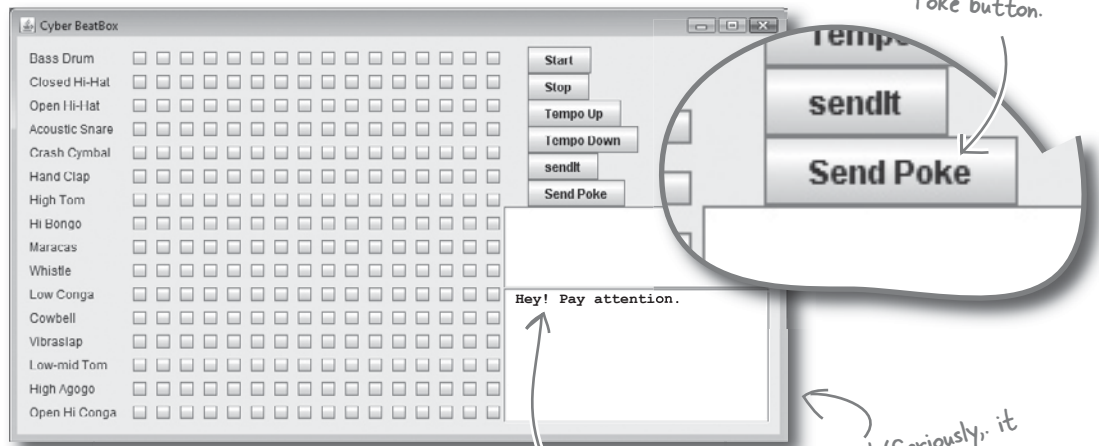 Poke button.
Cyber BeatBox
Bass Drum
Closed Hi-Hat
Open Hi-Hat
Acoustic Snare
Crash Cymbal
Hand Clap
High Tom
Hi Bongo
Maracas
Whistle
Low Conga
Cowbell
Vibraslap
Low-mid Tom
High Agogo
Open Hi Conga
Start
Stop
Tempo Up
Tempo Down
sendIt
Send Poke
Hey! Pay attention.
sendIt
Send Poke
(Seriously, it